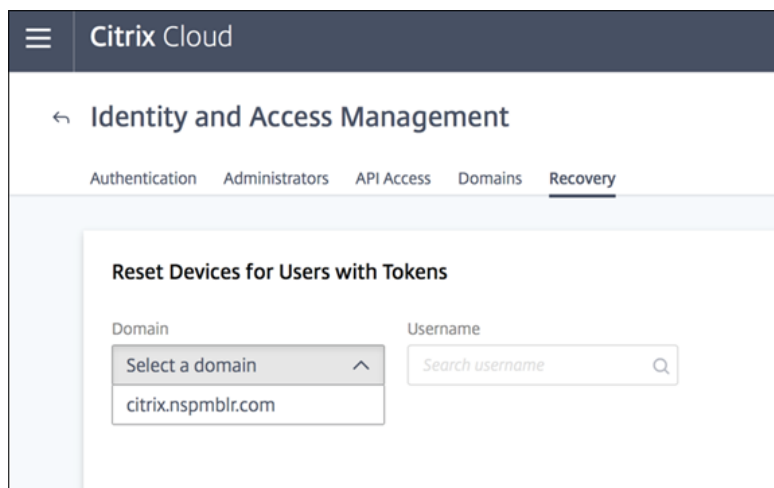 Citrix Cloud
Identity and Access Management
Authentication Administrators API Access Domains Recovery
Reset Devices for Users with Tokens
Domain Username
Select a domain Search username
citrix.nspmblr.com